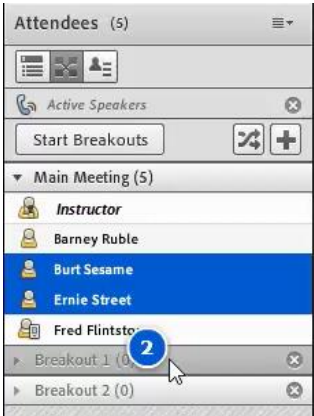 Attendees (5)
Active Speakers
Start Breakouts
Main Meeting (5)
Instructor
Barney Ruble
Burt Sesame
Ernie Street
Fred Flintsto
2
Breakout 1 (0)
Breakout 2 (0)